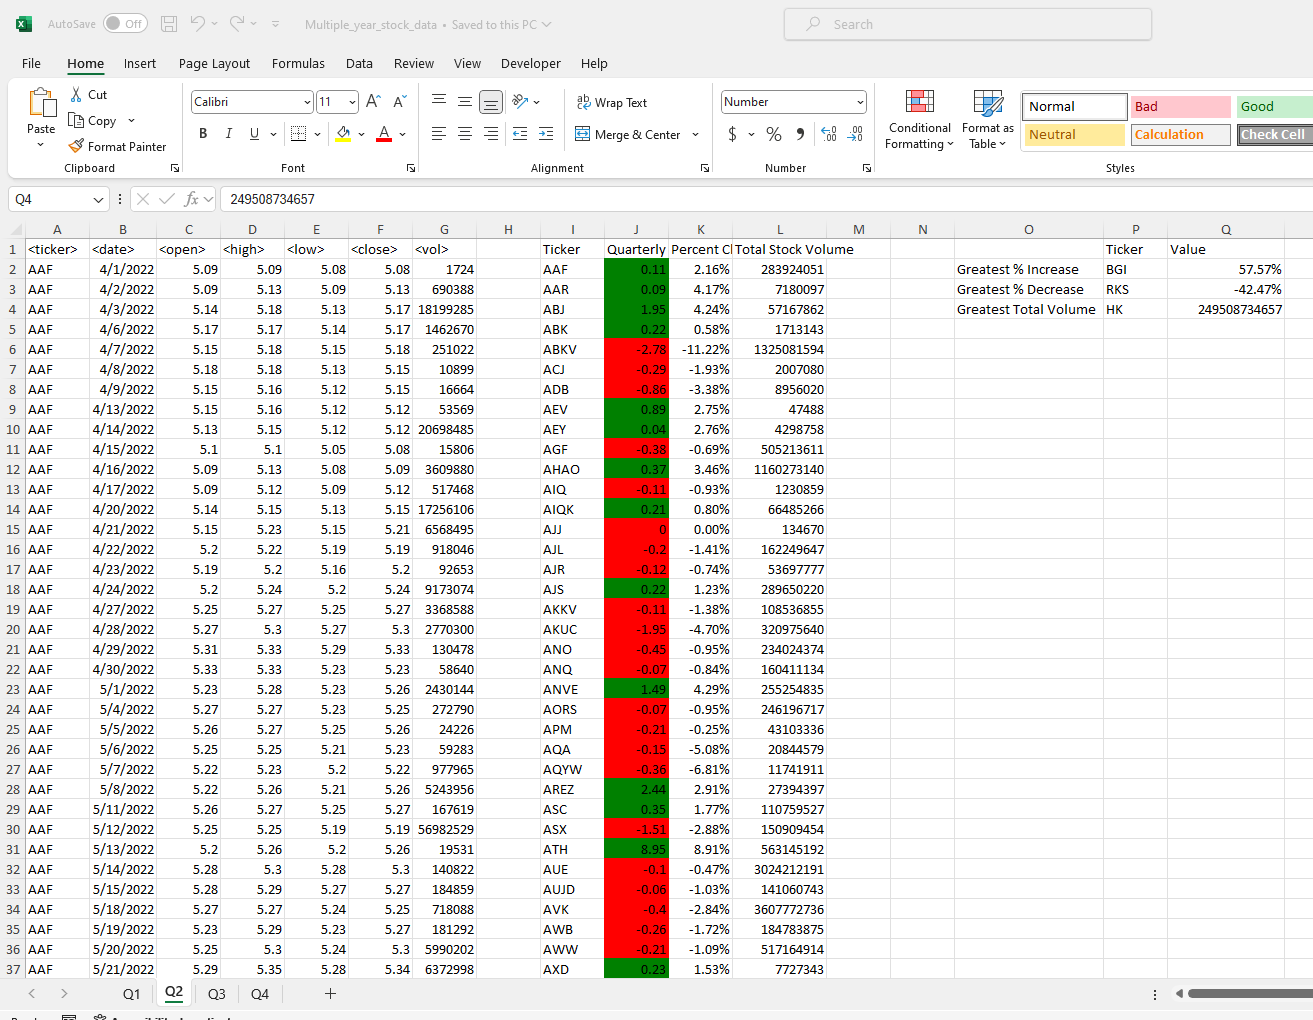 AutoSave Off Multiple_year_stock_data • Saved to this PC Search
File Home Insert Page Layout Formulas Data Review View Developer Help
Paste Cut Copy Format Painter Clipboard
Calibri 11 B I U A A A Font
ab Wrap Text Merge & Center Alignment
Number $ % , Number
Conditional Formatting Format as Table Normal Bad Good Neutral Calculation Check Cell Styles
Q4 fx 249508734657
A B C D E F G H I J K L M N O P Q
1 <ticker> <date> <open> <high> <low> <close> <vol> Ticker Quarterly Percent Cl Total Stock Volume Ticker Value
2 AAF 4/1/2022 5.09 5.09 5.08 5.08 1724 AAF 0.11 2.16% 283924051 Greatest % Increase BGI 57.57%
3 AAF 4/2/2022 5.09 5.13 5.09 5.13 690388 AAR 0.09 4.17% 7180097 Greatest % Decrease RKS -42.47%
4 AAF 4/3/2022 5.14 5.18 5.13 5.17 18199285 ABJ 1.95 4.24% 57167862 Greatest Total Volume HK 249508734657
5 AAF 4/6/2022 5.17 5.17 5.14 5.17 1462670 ABK 0.22 0.58% 1713143
6 AAF 4/7/2022 5.15 5.18 5.15 5.18 251022 ABKV -2.78 -11.22% 1325081594
7 AAF 4/8/2022 5.18 5.18 5.13 5.15 10899 ACJ -0.29 -1.93% 2007080
8 AAF 4/9/2022 5.15 5.16 5.12 5.15 16664 ADB -0.86 -3.38% 8956020
9 AAF 4/13/2022 5.15 5.16 5.12 5.12 53569 AEV 0.89 2.75% 47488
10 AAF 4/14/2022 5.13 5.15 5.12 5.12 20698485 AEY 0.04 2.76% 4298758
11 AAF 4/15/2022 5.1 5.1 5.05 5.08 15806 AGF -0.38 -0.69% 505213611
12 AAF 4/16/2022 5.09 5.13 5.08 5.09 3609880 AHAO 0.37 3.46% 1160273140
13 AAF 4/17/2022 5.09 5.12 5.09 5.12 517468 AIQ -0.11 -0.93% 1230859
14 AAF 4/20/2022 5.14 5.15 5.13 5.15 17256106 AIQK 0.21 0.80% 66485266
15 AAF 4/21/2022 5.15 5.23 5.15 5.21 6568495 AJJ 0 0.00% 134670
16 AAF 4/22/2022 5.2 5.22 5.19 5.19 918046 AJL -0.2 -1.41% 162249647
17 AAF 4/23/2022 5.19 5.2 5.16 5.2 92653 AJR -0.12 -0.74% 53697777
18 AAF 4/24/2022 5.2 5.24 5.2 5.24 9173074 AJS 0.22 1.23% 289650220
19 AAF 4/27/2022 5.25 5.27 5.25 5.27 3368588 AKKV -0.11 -1.38% 108536855
20 AAF 4/28/2022 5.27 5.3 5.27 5.3 2770300 AKUC -1.95 -4.70% 320975640
21 AAF 4/29/2022 5.31 5.33 5.29 5.33 130478 ANO -0.45 -0.95% 234024374
22 AAF 4/30/2022 5.33 5.33 5.23 5.23 58640 ANQ -0.07 -0.84% 160411134
23 AAF 5/1/2022 5.23 5.28 5.23 5.26 2430144 ANVE 1.49 4.29% 255254835
24 AAF 5/4/2022 5.27 5.27 5.23 5.25 272790 AORS -0.07 -0.95% 246196717
25 AAF 5/5/2022 5.26 5.27 5.25 5.26 24226 APM -0.21 -0.25% 43103336
26 AAF 5/6/2022 5.25 5.25 5.21 5.23 59283 AQA -0.15 -5.08% 20844579
27 AAF 5/7/2022 5.22 5.23 5.2 5.22 977965 AQYW -0.36 -6.81% 11741911
28 AAF 5/8/2022 5.22 5.26 5.21 5.26 5243956 AREZ 2.44 2.91% 27394397
29 AAF 5/11/2022 5.26 5.27 5.25 5.27 167619 ASC 0.35 1.77% 110759527
30 AAF 5/12/2022 5.25 5.25 5.19 5.19 56982529 ASX -1.51 -2.88% 150909454
31 AAF 5/13/2022 5.2 5.26 5.2 5.26 19531 ATH 8.95 8.91% 563145192
32 AAF 5/14/2022 5.28 5.3 5.28 5.3 140822 AUE -0.1 -0.47% 3024212191
33 AAF 5/15/2022 5.28 5.29 5.27 5.27 184859 AUJD -0.06 -1.03% 141060743
34 AAF 5/18/2022 5.27 5.27 5.24 5.25 718088 AVK -0.4 -2.84% 3607772736
35 AAF 5/19/2022 5.23 5.29 5.23 5.27 181292 AWB -0.26 -1.72% 184783875
36 AAF 5/20/2022 5.25 5.3 5.24 5.3 5990202 AWW -0.21 -1.09% 517164914
37 AAF 5/21/2022 5.29 5.35 5.28 5.34 6372998 AXD 0.23 1.53% 7727343
Q1 Q2 Q3 Q4